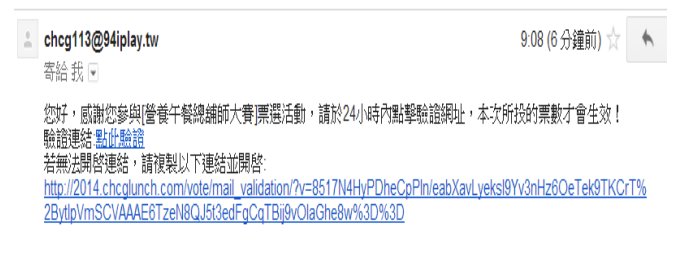 chcg113@94iplay.tw
9:08 (6 分鐘前)
寄給 我
您好，感謝您參與[營養午餐總鋪師大賽]票選活動，請於24小時內點擊驗證網址，本次所投的票數才會生效！
驗證連結:點此驗證
若無法開啓連結，請複製以下連結並開啓:
http://2014.chcglunch.com/vote/mail_validation/?v=8517N4HyPDheCpPln/eabXavLyeksI9Yv3nHz6OeTek9TKCrT%
2BytlpVmSCVAAAE6TzeN8QJ5t3edFgCqTBij9vOlaGhe8w%3D%3D